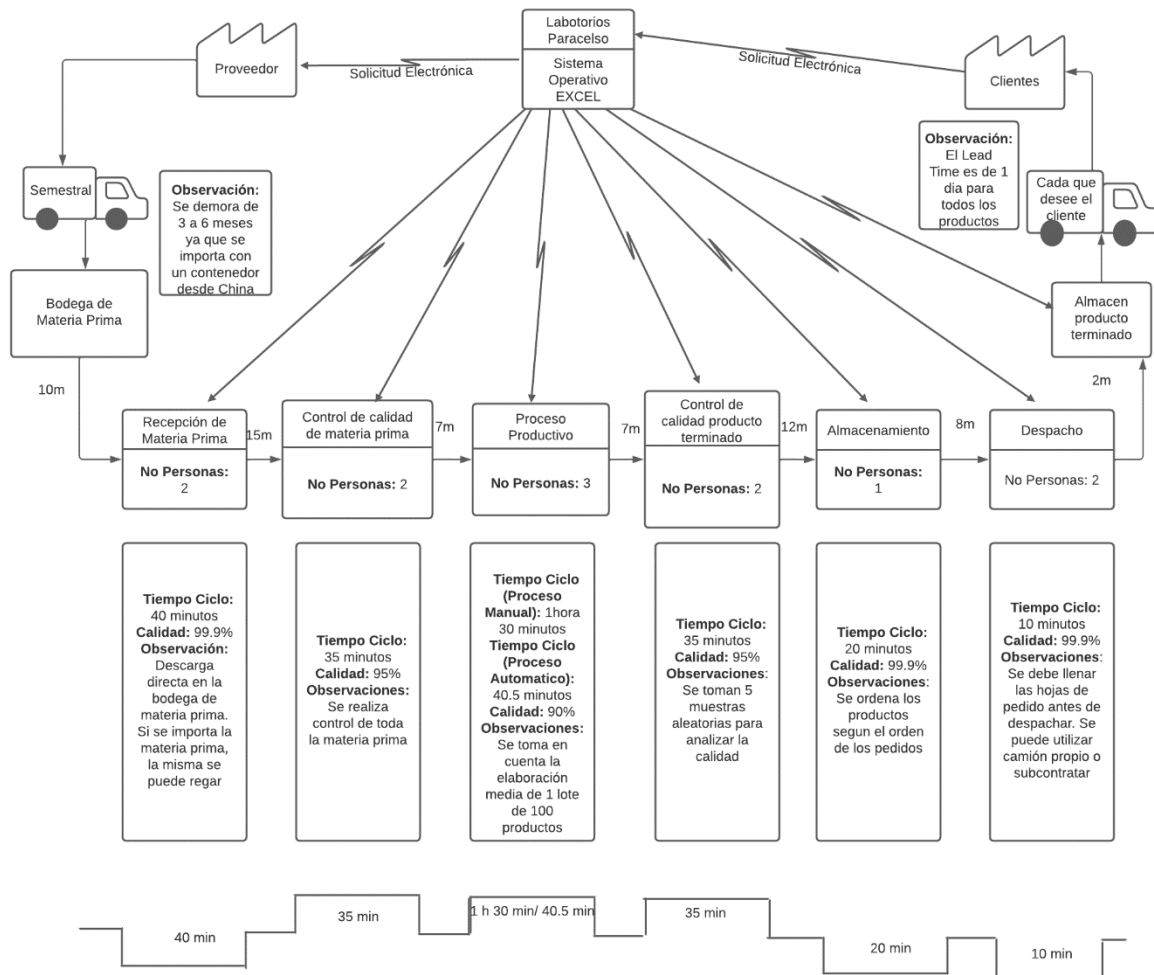 Labotorios
Paracelso
Sistema
Operativo
EXCEL
Proveedor
Solicitud Electrónica
Solicitud Electrónica
Clientes
Semestral
Observación:
Se demora de
3 a 6 meses
ya que se
importa con
un contenedor
desde China
Observación:
El Lead
Time es de 1
dia para
todos los
productos
Cada que
desee el
cliente
Bodega de
Materia Prima
Almacen
producto
terminado
10m
2m
Recepción de
Materia Prima
No Personas:
2
15m
Control de calidad
de materia prima
No Personas: 2
7m
Proceso
Productivo
No Personas: 3
7m
Control de
calidad producto
terminado
No Personas: 2
12m
Almacenamiento
No Personas:
1
8m
Despacho
No Personas: 2
Tiempo Ciclo:
40 minutos
Calidad: 99.9%
Observación:
Descarga
directa en la
bodega de
materia prima.
Si se importa la
materia prima,
la misma se
puede regar
Tiempo Ciclo:
35 minutos
Calidad: 95%
Observaciones:
Se realiza
control de toda
la materia prima
Tiempo Ciclo
(Proceso
Manual): 1hora
30 minutos
Tiempo Ciclo
(Proceso
Automatico):
40.5 minutos
Calidad: 90%
Observaciones:
Se toma en
cuenta la
elaboración
media de 1 lote
de 100
productos
Tiempo Ciclo:
35 minutos
Calidad: 95%
Observaciones:
Se toman 5
muestras
aleatorias para
analizar la
calidad
Tiempo Ciclo:
20 minutos
Calidad: 99.9%
Observaciones:
Se ordena los
productos
segun el orden
de los pedidos
Tiempo Ciclo:
10 minutos
Calidad: 99.9%
Observaciones:
Se debe llenar
las hojas de
pedido antes de
despachar. Se
puede utilizar
camión propio o
subcontratar
40 min
35 min
1 h 30 min/ 40.5 min
35 min
20 min
10 min